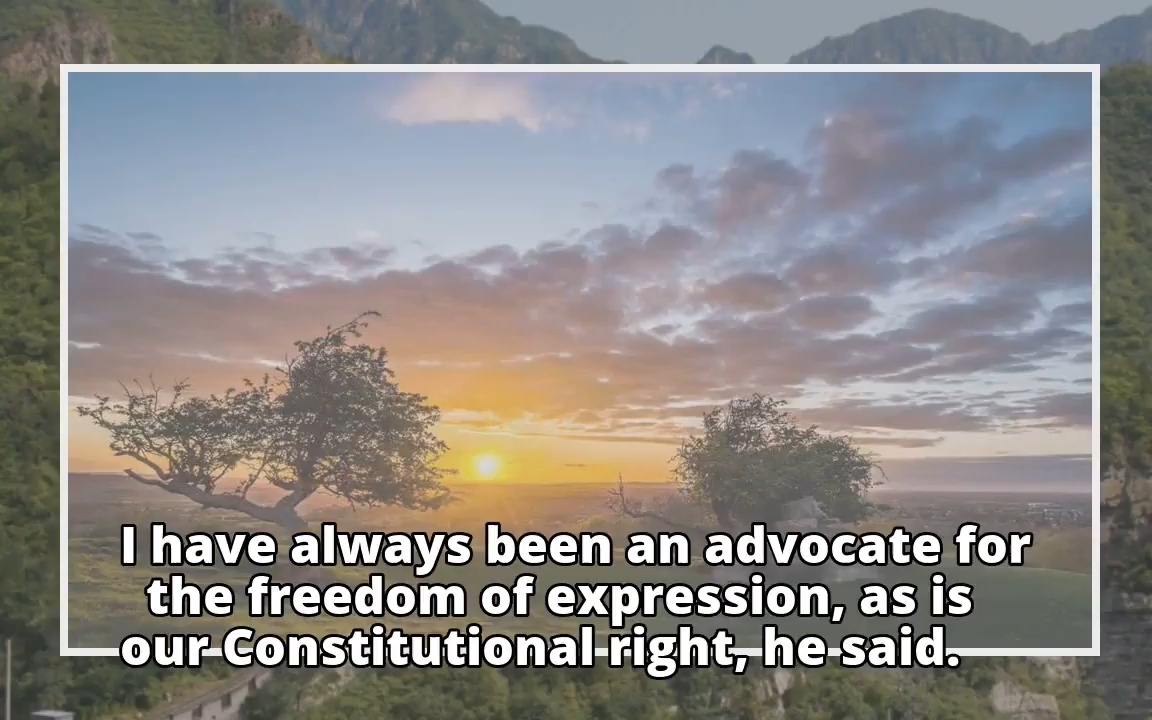 I have always been an advocate for
the freedom of expression, as is
our Constitutional right, he said.